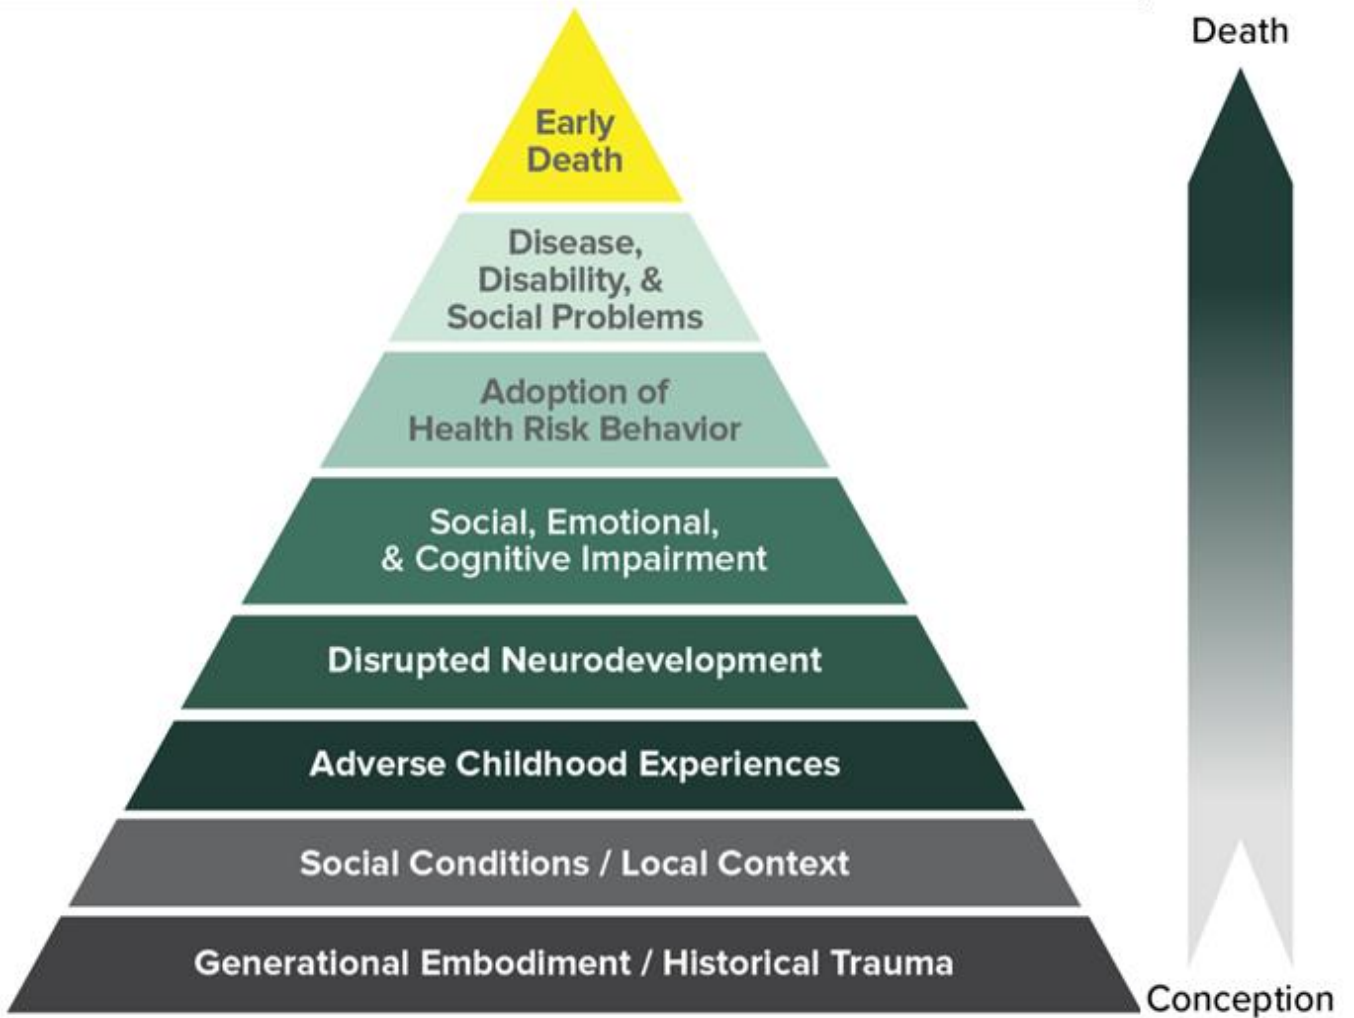 Death
Early
Death
Disease,
Disability, &
Social Problems
Adoption of
Health Risk Behavior
Social, Emotional,
& Cognitive Impairment
Disrupted Neurodevelopment
Adverse Childhood Experiences
Social Conditions / Local Context
Generational Embodiment / Historical Trauma
Conception